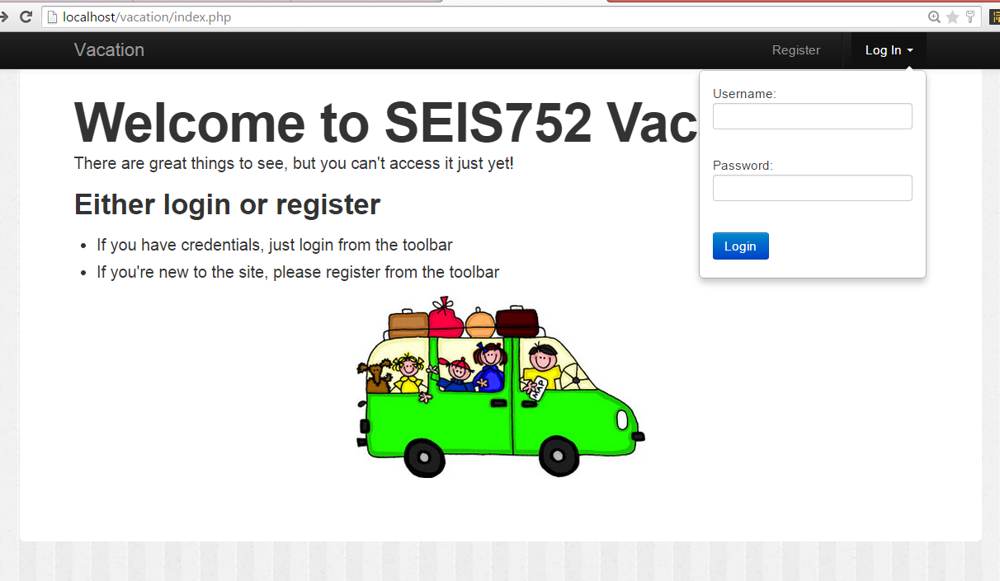 localhost/vacation/index.php
Vacation
Register
Log In
Username:
Password:
Login
Welcome to SEIS752 Vac
There are great things to see, but you can't access it just yet!
Either login or register
If you have credentials, just login from the toolbar
If you're new to the site, please register from the toolbar
MAP